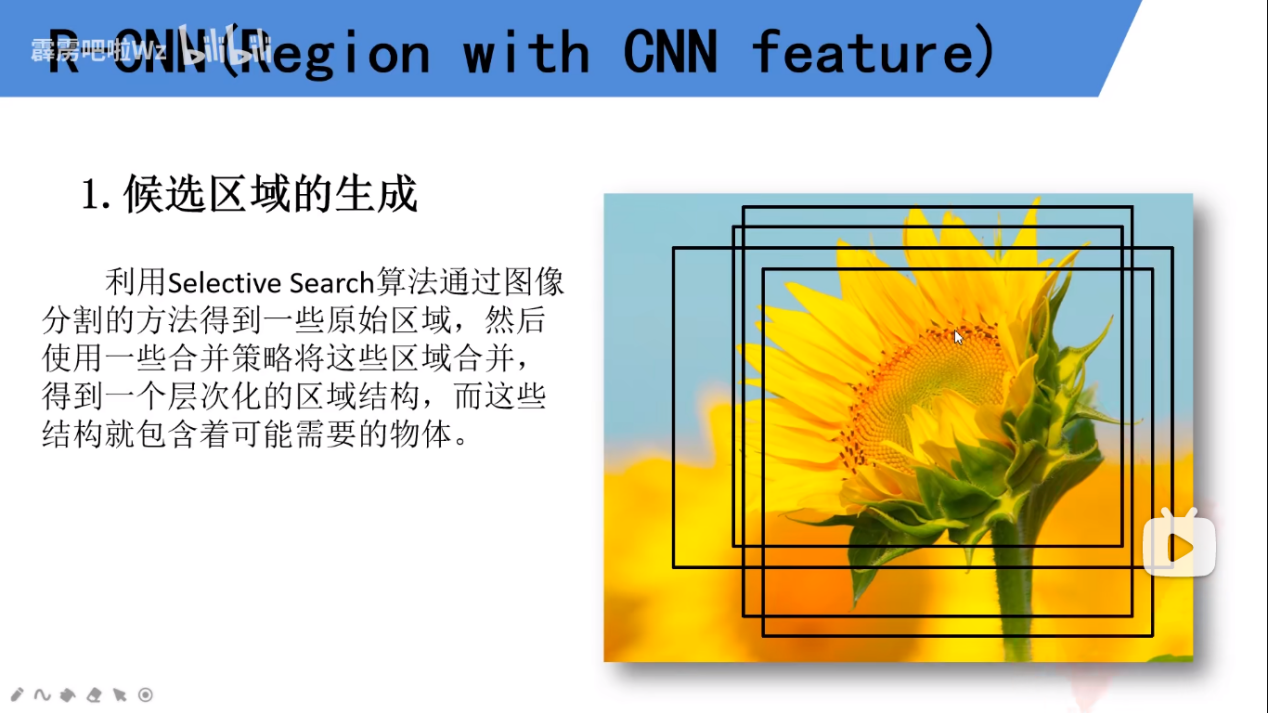 R-CNN(Region with CNN feature)
霹雳吧啦Wz bilibili
1.候选区域的生成
利用Selective Search算法通过图像
分割的方法得到一些原始区域，然后
使用一些合并策略将这些区域合并，
得到一个层次化的区域结构，而这些
结构就包含着可能需要的物体。